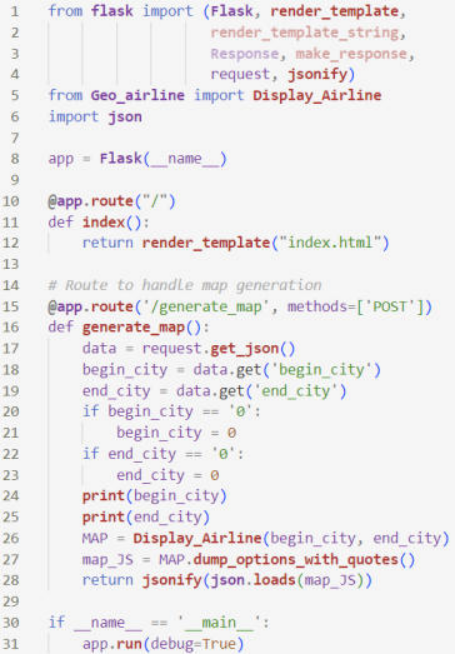 1 from flask import (Flask, render_template,
2 render_template_string,
3 Response, make_response,
4 request, jsonify)
5 from Geo_airline import Display_Airline
6 import json
7
8 app = Flask(__name__)
9
10 @app.route("/")
11 def index():
12 return render_template("index.html")
13
14 # Route to handle map generation
15 @app.route('/generate_map', methods=['POST'])
16 def generate_map():
17 data = request.get_json()
18 begin_city = data.get('begin_city')
19 end_city = data.get('end_city')
20 if begin_city == '0':
21 begin_city = 0
22 if end_city == '0':
23 end_city = 0
24 print(begin_city)
25 print(end_city)
26 MAP = Display_Airline(begin_city, end_city)
27 map_JS = MAP.dump_options_with_quotes()
28 return jsonify(json.loads(map_JS))
29
30 if __name__ == '__main__':
31 app.run(debug=True)